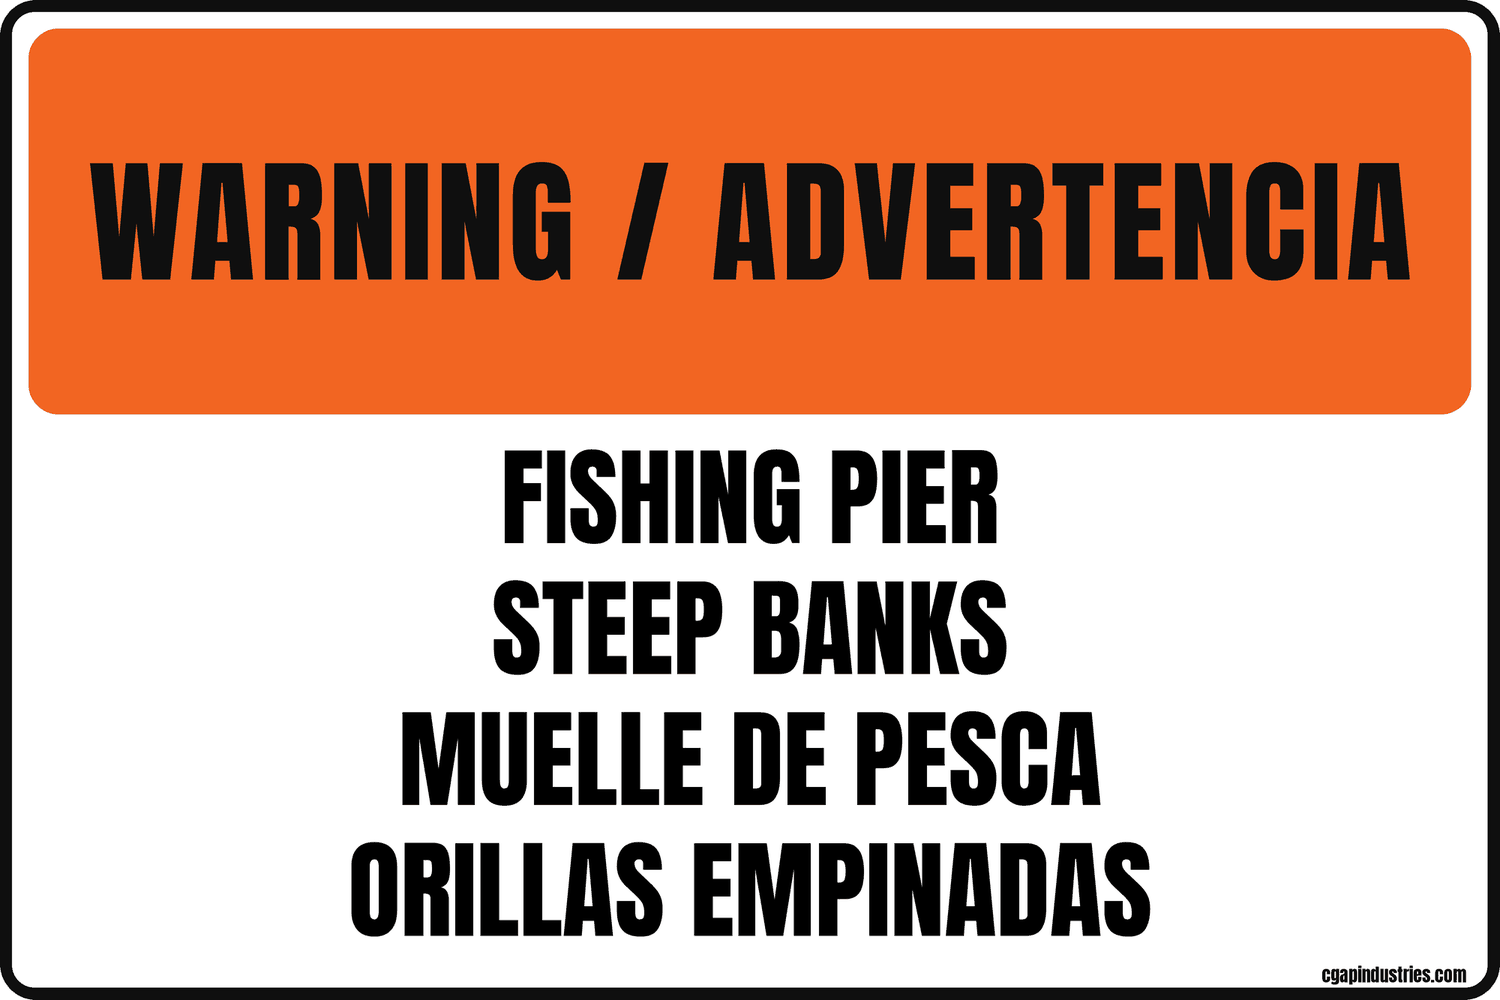 WARNING / ADVERTENCIA
FISHING PIER
STEEP BANKS
MUELLE DE PESCA
ORILLAS EMPINADAS
cgapindustries.com